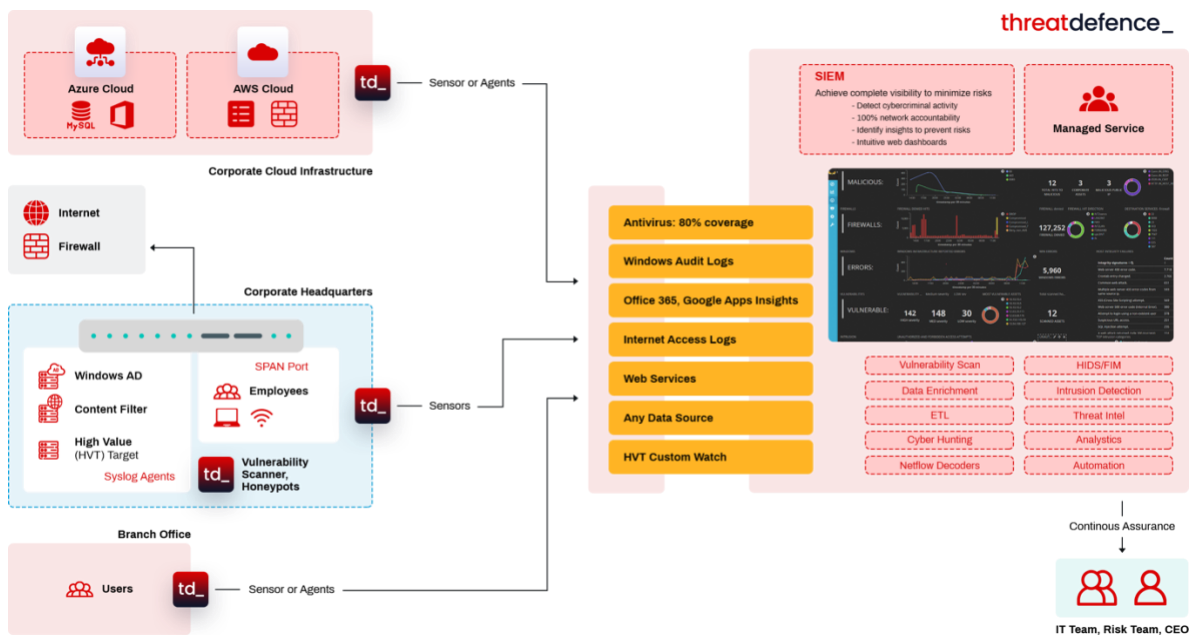 threatdefence_
Azure Cloud
MySQL
AWS Cloud
td_
Sensor or Agents
Corporate Cloud Infrastructure
Internet
Firewall
Corporate Headquarters
Windows AD
Content Filter
High Value
(HVT) Target
Syslog Agents
SPAN Port
Employees
td_
Vulnerability
Scanner,
Honeypots
td_
Sensors
Branch Office
Users
td_
Sensor or Agents
Antivirus: 80% coverage
Windows Audit Logs
Office 365, Google Apps Insights
Internet Access Logs
Web Services
Any Data Source
HVT Custom Watch
SIEM
Achieve complete visibility to minimize risks
- Detect cybercriminal activity
- 100% network accountability
- Identify insights to prevent risks
- Intuitive web dashboards
Managed Service
MALICIOUS:
12
3
3
FIREWALLS:
127,252
ERRORS:
5,960
VULNERABLE:
142
148
30
12
Vulnerability Scan
HIDS/FIM
Data Enrichment
Intrusion Detection
ETL
Threat Intel
Cyber Hunting
Analytics
Netflow Decoders
Automation
Continous Assurance
IT Team, Risk Team, CEO